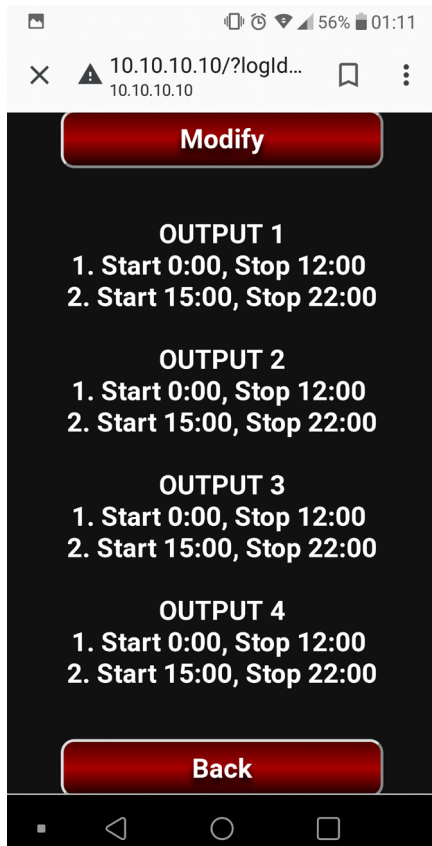 56% 01:11
10.10.10.10/?logId...
10.10.10.10
Modify
OUTPUT 1
1. Start 0:00, Stop 12:00
2. Start 15:00, Stop 22:00
OUTPUT 2
1. Start 0:00, Stop 12:00
2. Start 15:00, Stop 22:00
OUTPUT 3
1. Start 0:00, Stop 12:00
2. Start 15:00, Stop 22:00
OUTPUT 4
1. Start 0:00, Stop 12:00
2. Start 15:00, Stop 22:00
Back